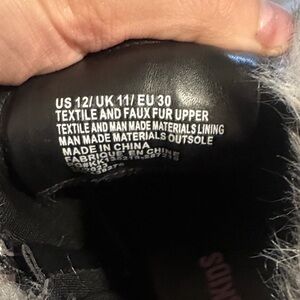 US 12/ UK 11/ EU 30
TEXTILE AND FAUX FUR UPPER
TEXTILE AND MAN MADE MATERIALS LINING
MAN MADE MATERIALS OUTSOLE
MADE IN CHINA
FABRIQUÉ EN CHINE
KIDS